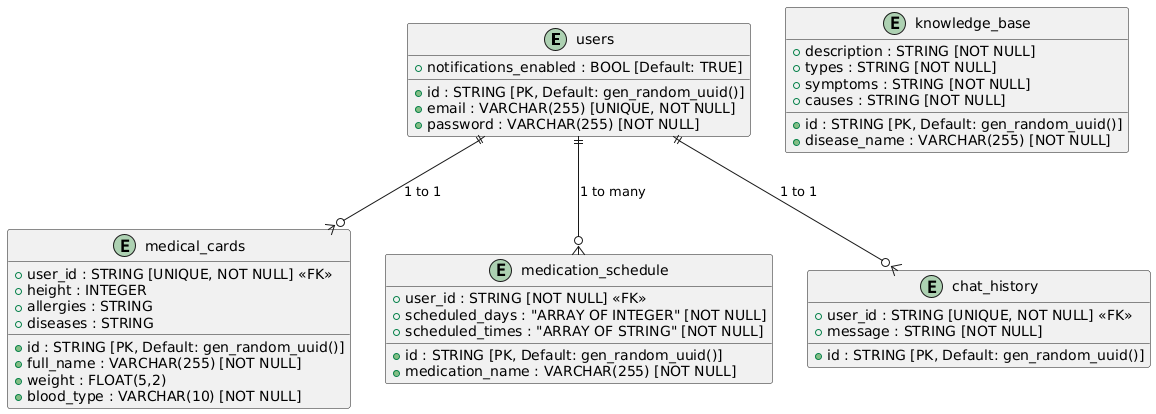 E users
notifications_enabled : BOOL [Default: TRUE]
id : STRING [PK, Default: gen_random_uuid()]
email : VARCHAR(255) [UNIQUE, NOT NULL]
password : VARCHAR(255) [NOT NULL]
E knowledge_base
description : STRING [NOT NULL]
types : STRING [NOT NULL]
symptoms : STRING [NOT NULL]
causes : STRING [NOT NULL]
id : STRING [PK, Default: gen_random_uuid()]
disease_name : VARCHAR(255) [NOT NULL]
1 to 1
1 to many
1 to 1
E medical_cards
user_id : STRING [UNIQUE, NOT NULL] «FK»
height : INTEGER
allergies : STRING
diseases : STRING
id : STRING [PK, Default: gen_random_uuid()]
full_name : VARCHAR(255) [NOT NULL]
weight : FLOAT(5,2)
blood_type : VARCHAR(10) [NOT NULL]
E medication_schedule
user_id : STRING [NOT NULL] «FK»
scheduled_days : "ARRAY OF INTEGER" [NOT NULL]
scheduled_times : "ARRAY OF STRING" [NOT NULL]
id : STRING [PK, Default: gen_random_uuid()]
medication_name : VARCHAR(255) [NOT NULL]
E chat_history
user_id : STRING [UNIQUE, NOT NULL] «FK»
message : STRING [NOT NULL]
id : STRING [PK, Default: gen_random_uuid()]